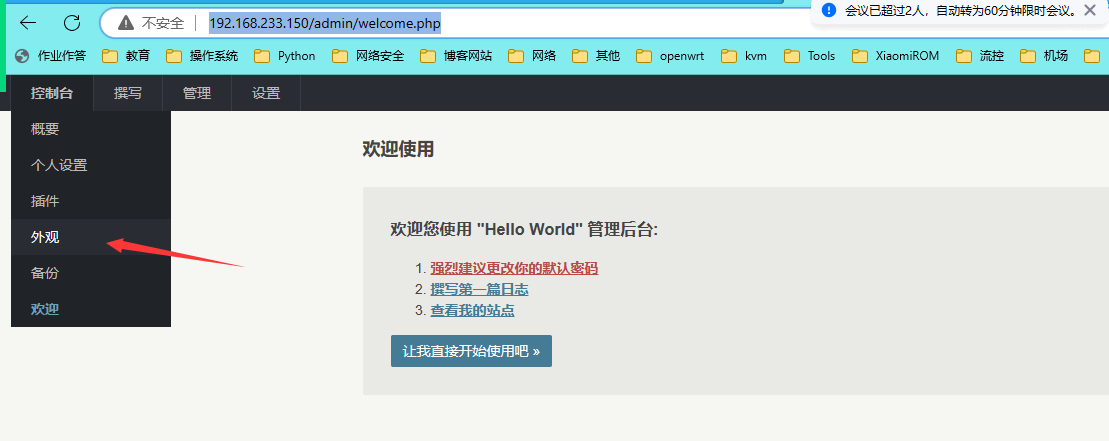 会议已超过2人，自动转为60分钟限时会议。
不安全 192.168.233.150/admin/welcome.php
作业作答 教育 操作系统 Python 网络安全 博客网站 网络 其他 openwrt kvm Tools XiaomiROM 流控 机场
控制台 撰写 管理 设置
概要
个人设置
插件
外观
备份
欢迎
欢迎使用
欢迎您使用 "Hello World" 管理后台:
1. 强烈建议更改你的默认密码
2. 撰写第一篇日志
3. 查看我的站点
让我直接开始使用吧 »